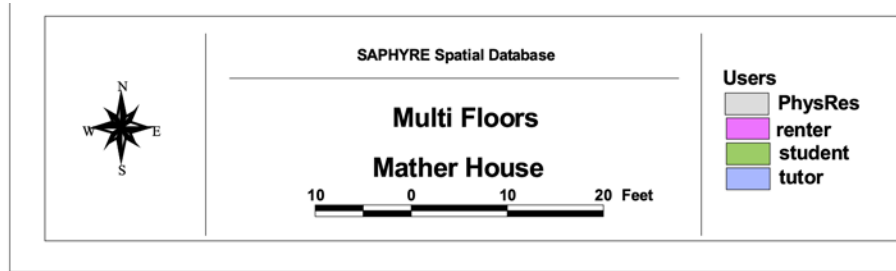 N
W E
S
SAPHYRE Spatial Database
Multi Floors
Mather House
10 0 10 20 Feet
Users
PhysRes
renter
student
tutor